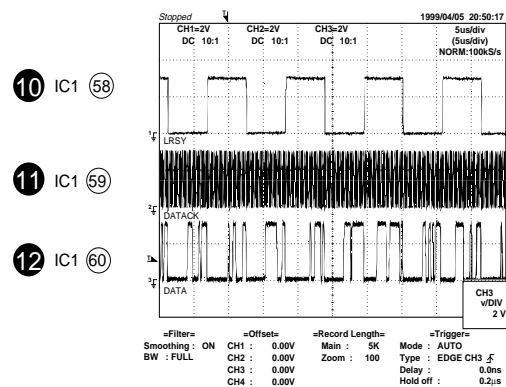 Stopped
1999/04/05 20:50:17
CH1=2V CH2=2V CH3=2V 5us/div
DC 10:1 DC 10:1 DC 10:1 (5us/div)
NORM:100kS/s
10 IC1 58
LRSY
11 IC1 59
DATACK
12 IC1 60
DATA
CH3
v/DIV
2 V
=Filter= =Offset= =Record Length= =Trigger=
Smoothing : ON CH1 : 0.00V Main : 5K Mode : AUTO
BW : FULL CH2 : 0.00V Zoom : 100 Type : EDGE CH3
CH3 : 0.00V Delay : 0.0ns
CH4 : 0.00V Hold off : 0.2µs